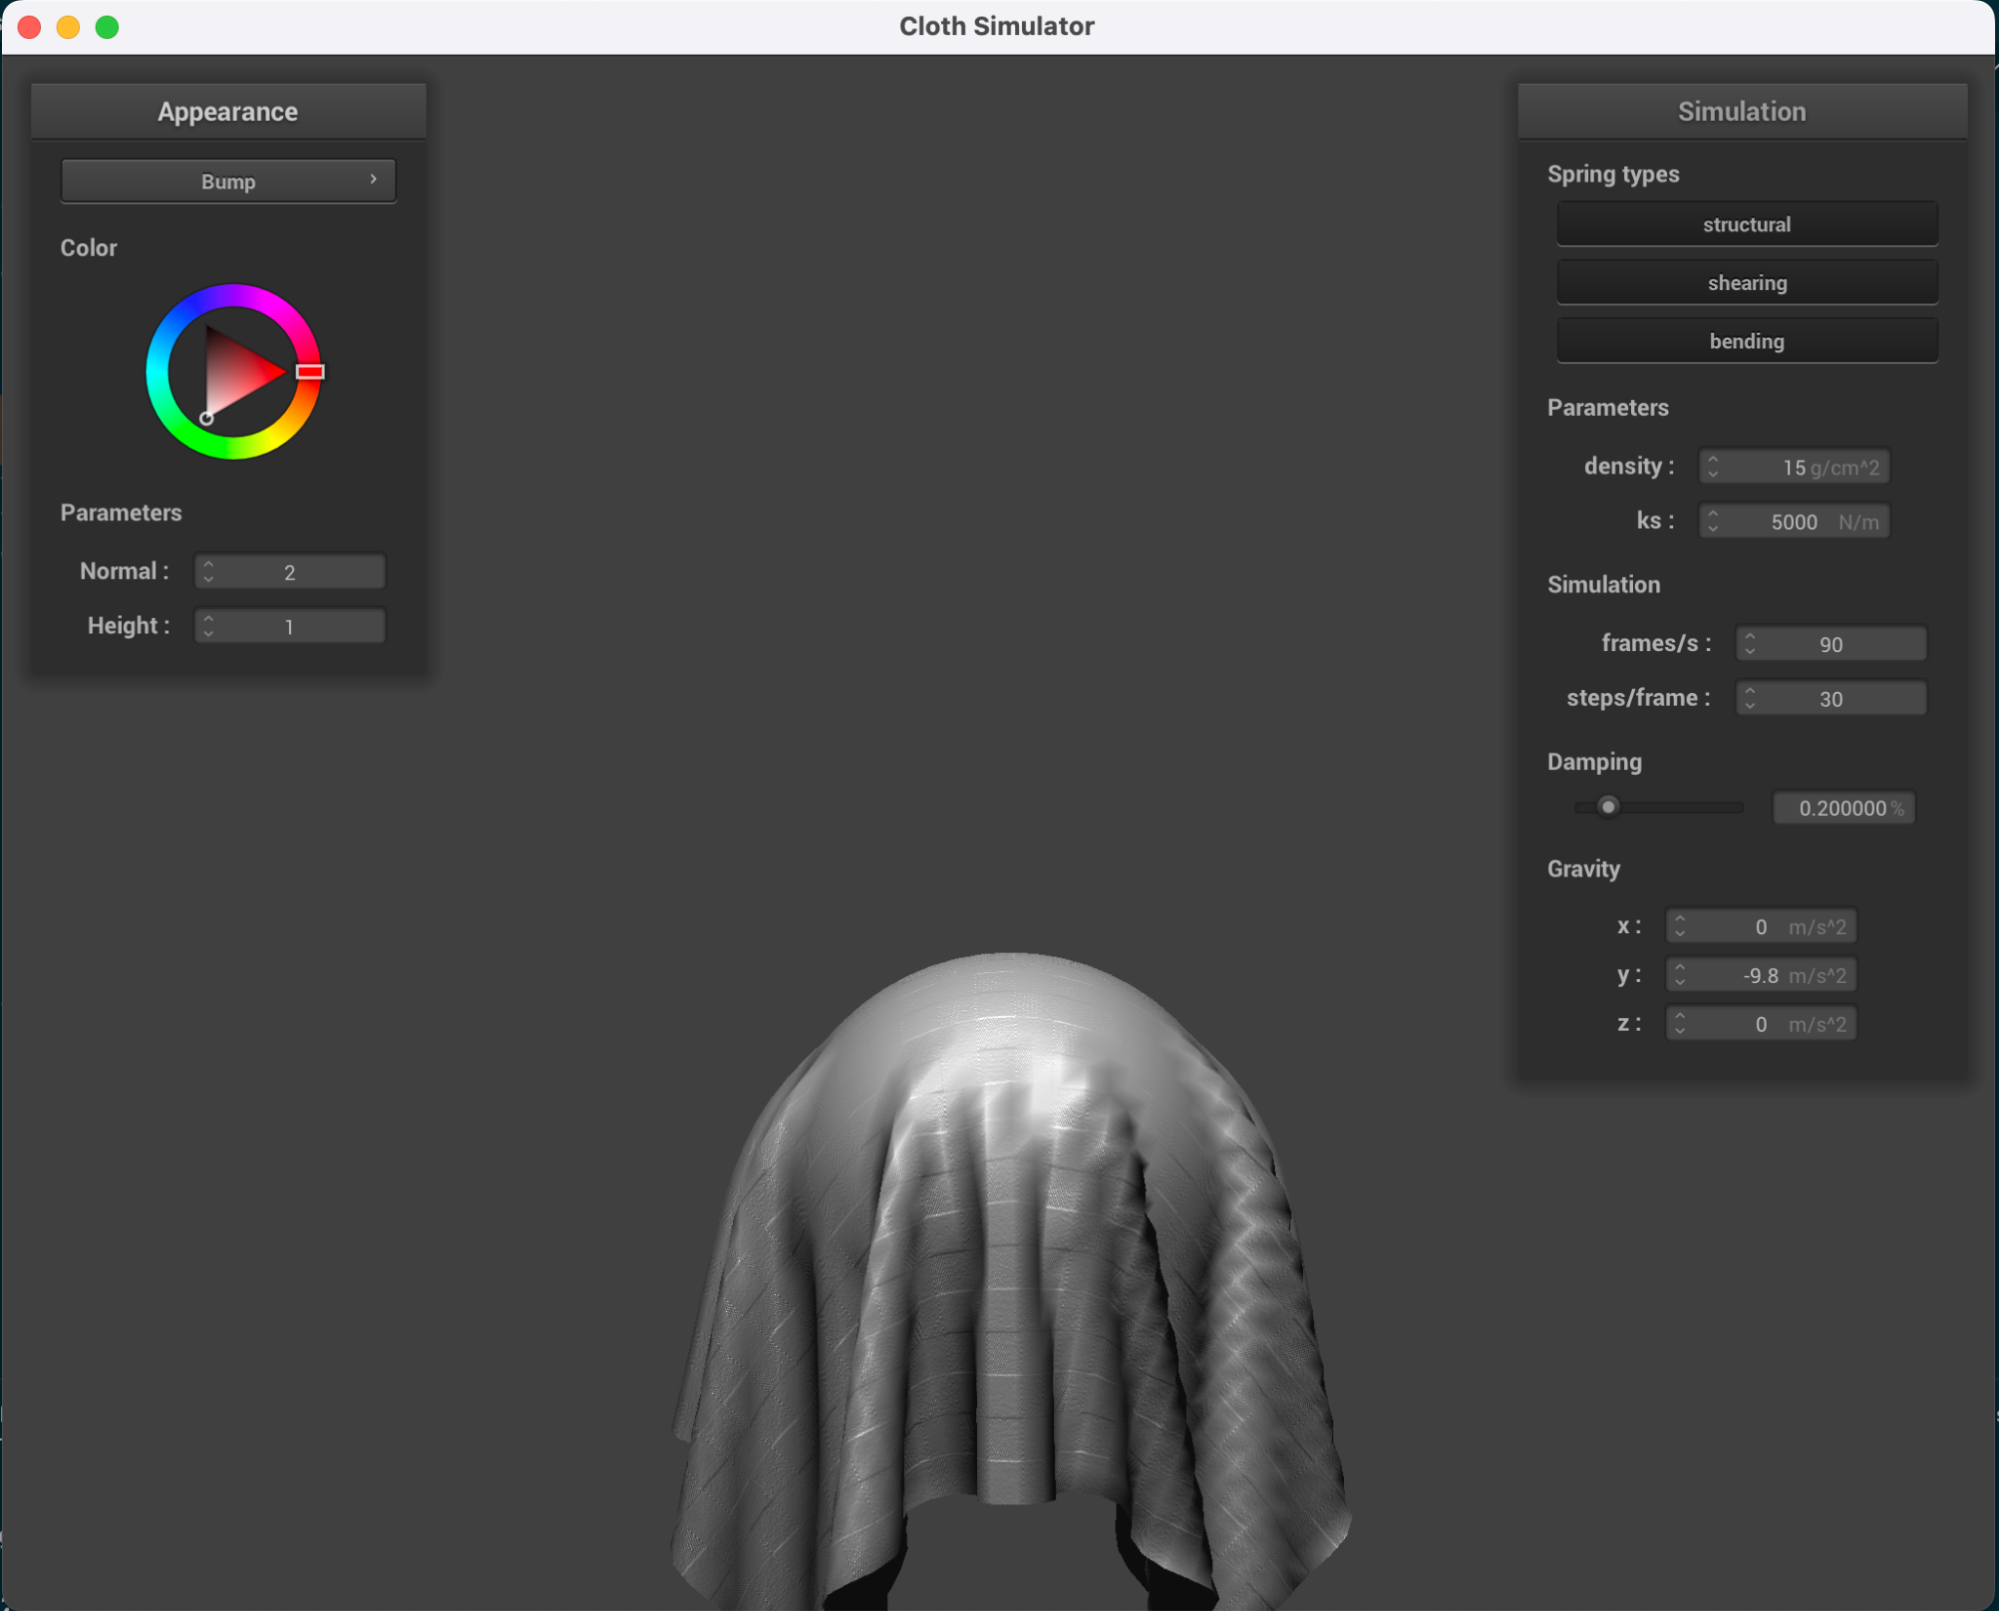 Cloth Simulator
Appearance
Bump
Color
Parameters
Normal : 2
Height : 1
Simulation
Spring types
structural
shearing
bending
Parameters
density : 15 g/cm^2
ks : 5000 N/m
Simulation
frames/s : 90
steps/frame : 30
Damping
0.200000 %
Gravity
x : 0 m/s^2
y : -9.8 m/s^2
z : 0 m/s^2